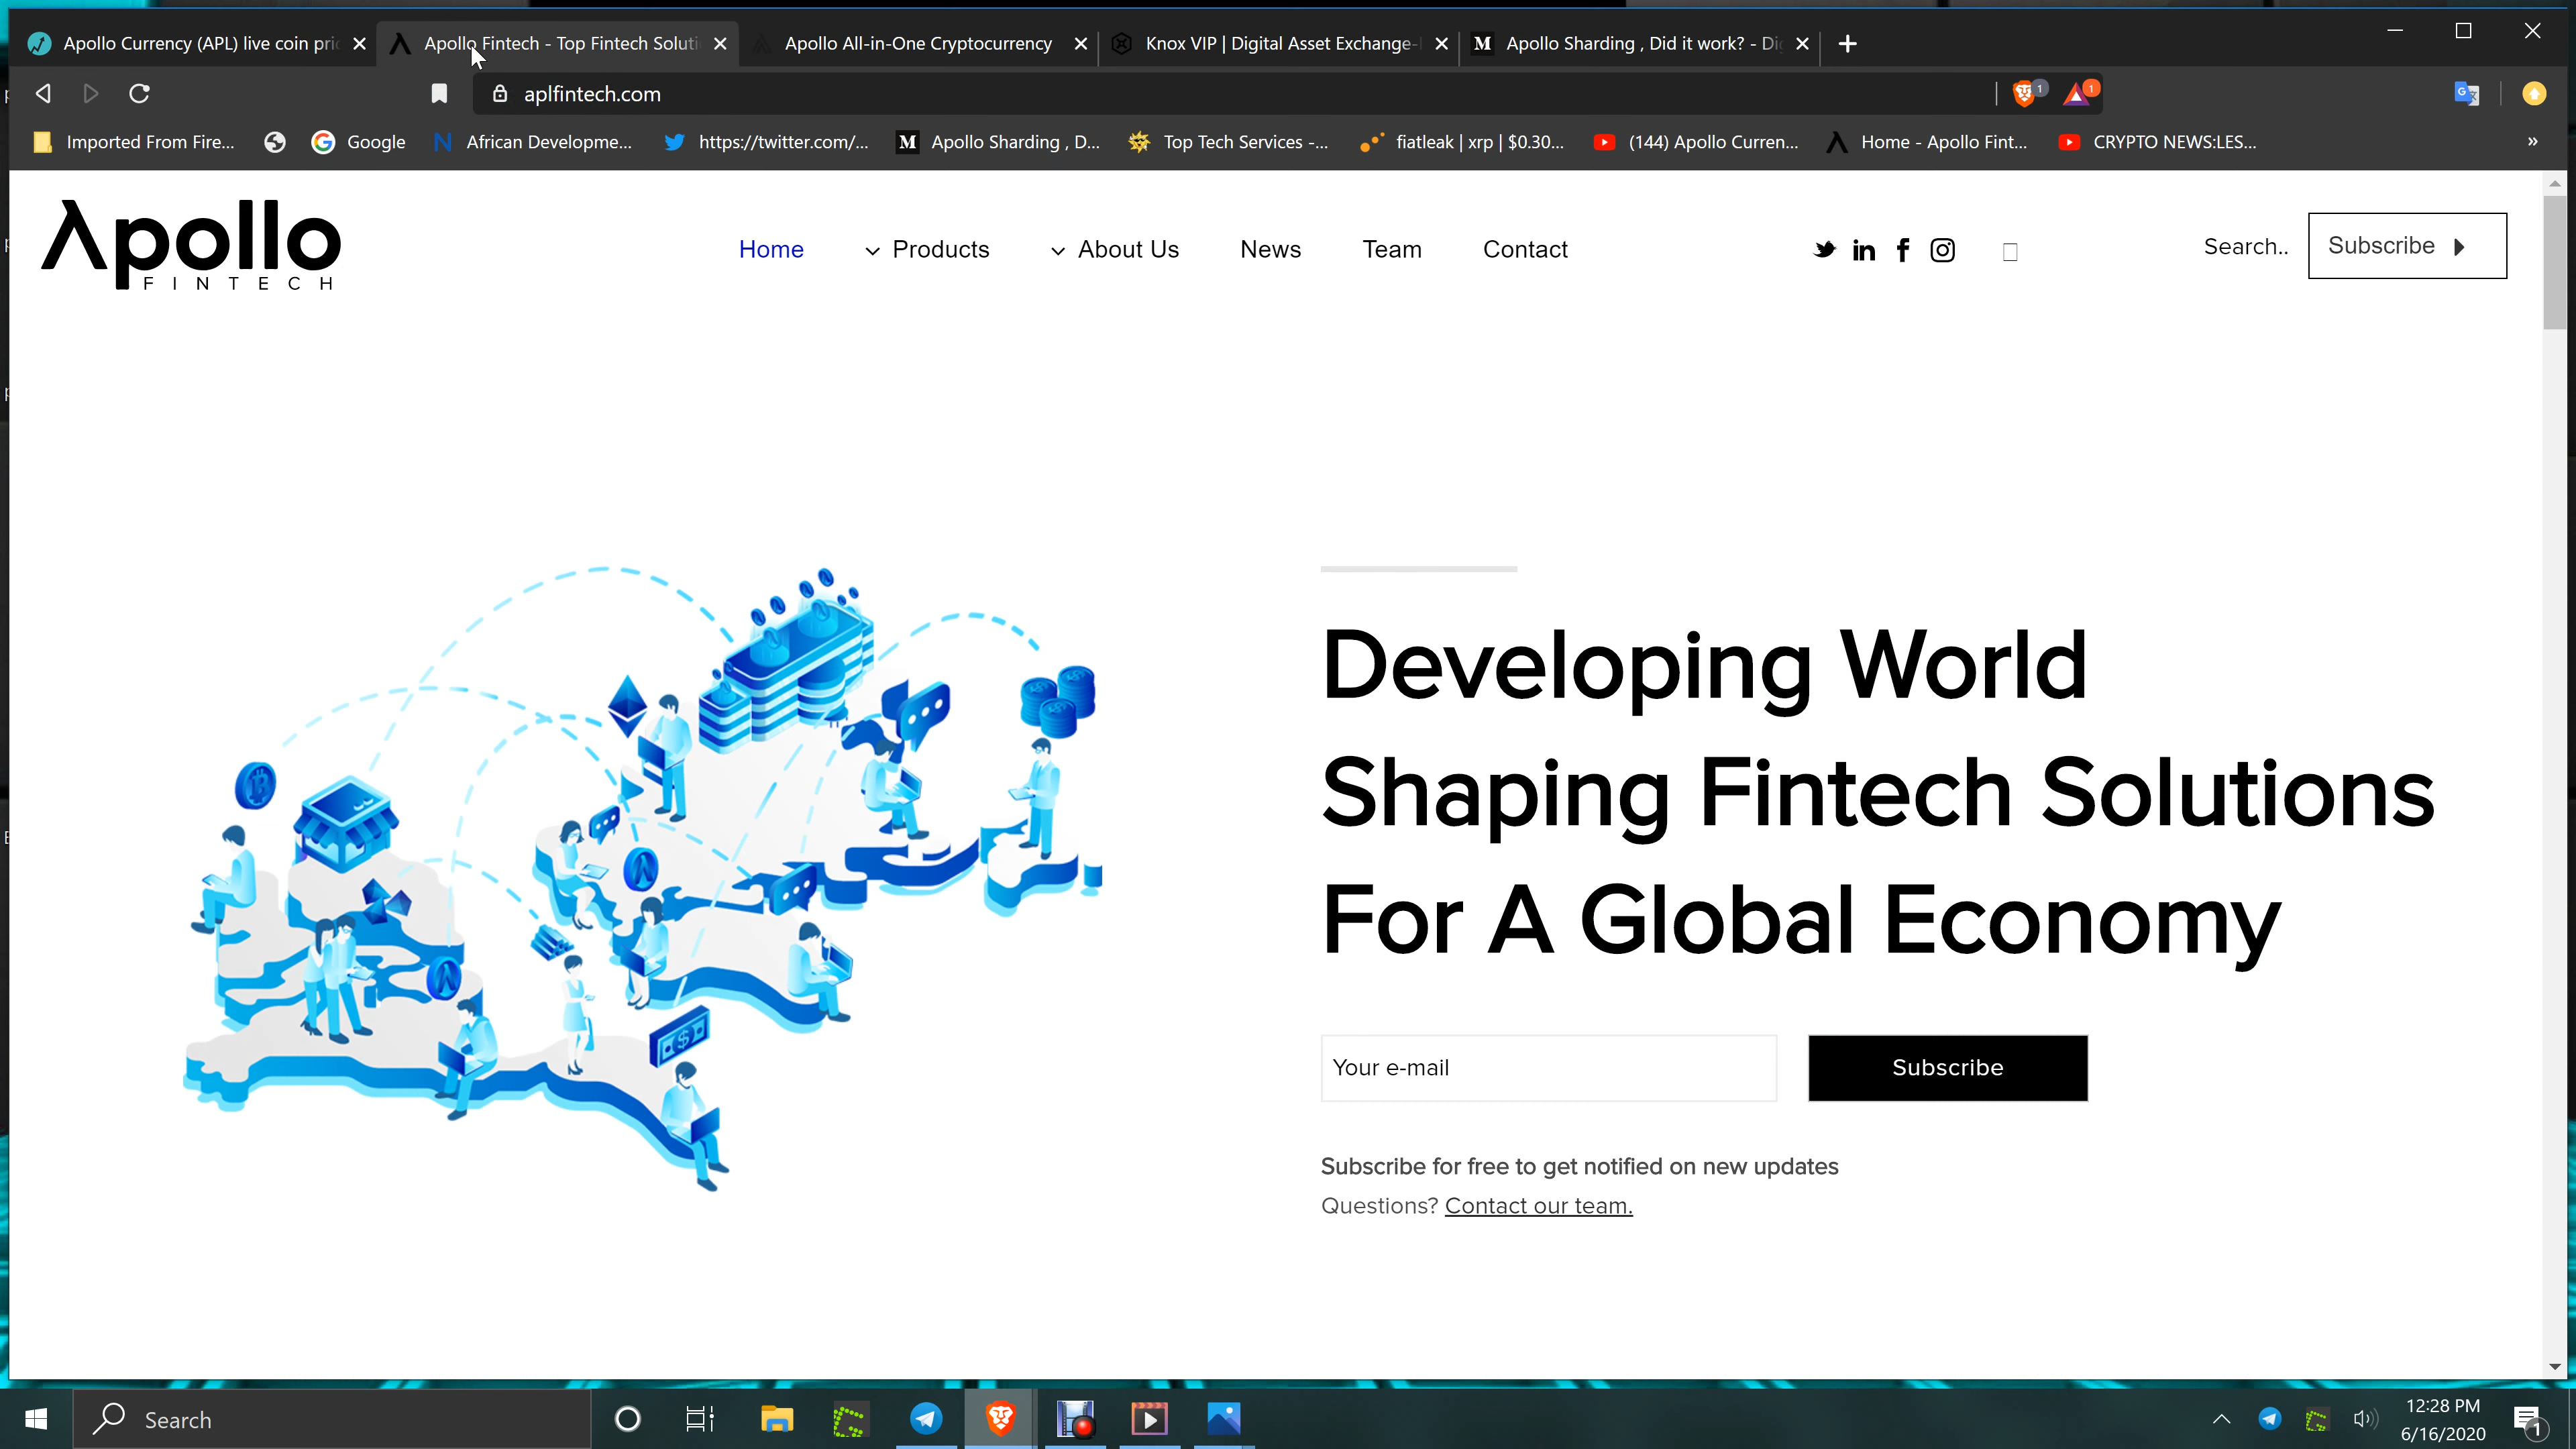 Apollo Currency (APL) live coin pri
Apollo Fintech - Top Fintech Soluti
Apollo All-in-One Cryptocurrency
Knox VIP | Digital Asset Exchange-
Apollo Sharding , Did it work? - Di
aplfintech.com
1
1
Imported From Fire...
Google
African Developme...
https://twitter.com/...
Apollo Sharding , D...
Top Tech Services -...
fiatleak | xrp | $0.30...
(144) Apollo Curren...
Home - Apollo Fint...
CRYPTO NEWS:LES...
»
Apollo
FINTECH
Home
Products
About Us
News
Team
Contact
Search..
Subscribe
Developing World
Shaping Fintech Solutions
For A Global Economy
Your e-mail
Subscribe
Subscribe for free to get notified on new updates
Questions? Contact our team.
Search
12:28 PM
6/16/2020
1